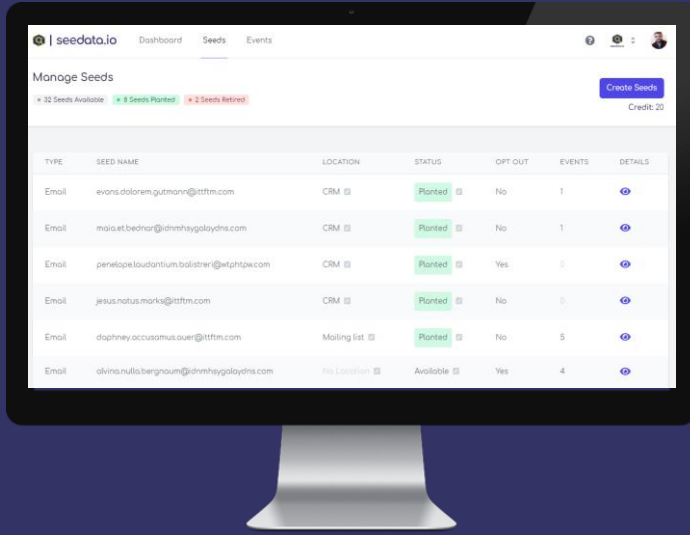 seedata.io Dashboard Seeds Events
Manage Seeds
32 Seeds Available 8 Seeds Planted 2 Seeds Retired
Create Seeds
Credit: 20
TYPE SEED NAME LOCATION STATUS OPT OUT EVENTS DETAILS
Email evans.dolorem.gutmann@ittftm.com CRM Planted No 1
Email maia.et.bednar@idnmhsygalaydns.com CRM Planted No 1
Email penelope.laudantium.balistreri@wtphtpw.com CRM Planted Yes 0
Email jesus.natus.marks@ittftm.com CRM Planted No 0
Email daphney.accusamus.auer@ittftm.com Mailing list Planted No 5
Email alvina.nulla.bergnaum@idnmhsygalaydns.com No Location Available Yes 4